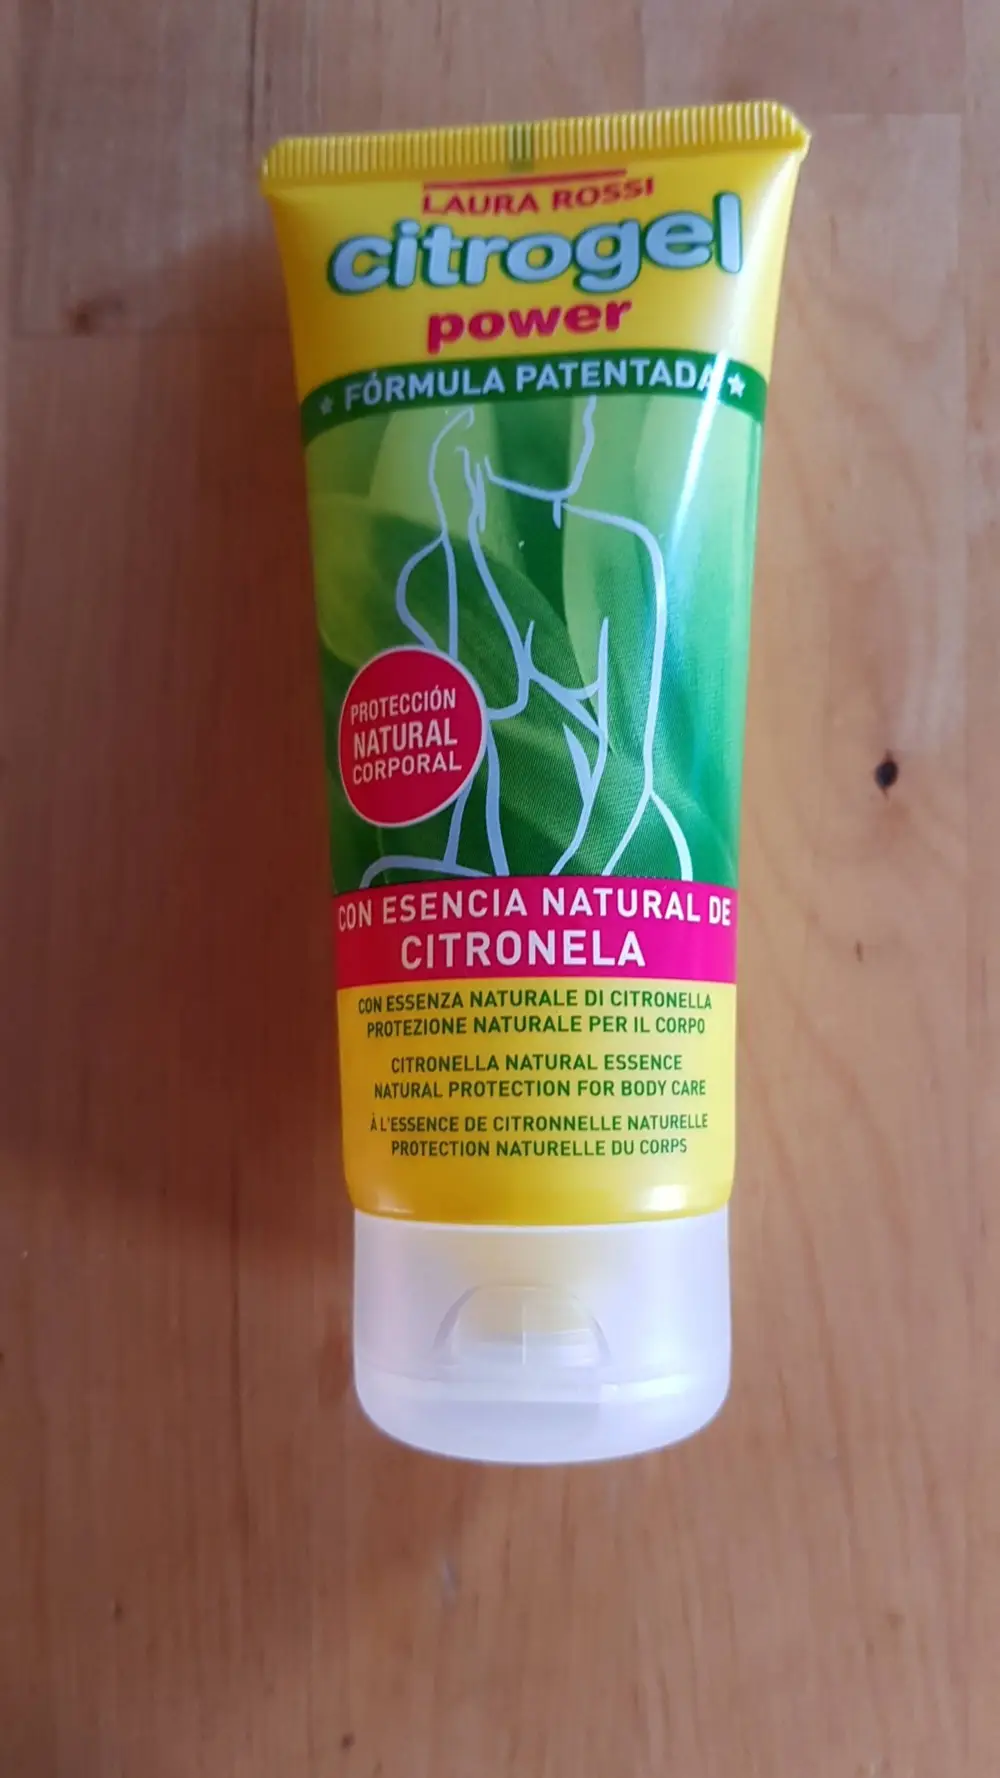 LAURA ROSSI
citrogel
power
FÓRMULA PATENTADA
PROTECCIÓN
NATURAL
CORPORAL
CON ESENCIA NATURAL DE
CITRONELA
CON ESSENZA NATURALE DI CITRONELLA
PROTEZIONE NATURALE PER IL CORPO
CITRONELLA NATURAL ESSENCE
NATURAL PROTECTION FOR BODY CARE
À L'ESSENCE DE CITRONNELLE NATURELLE
PROTECTION NATURELLE DU CORPS